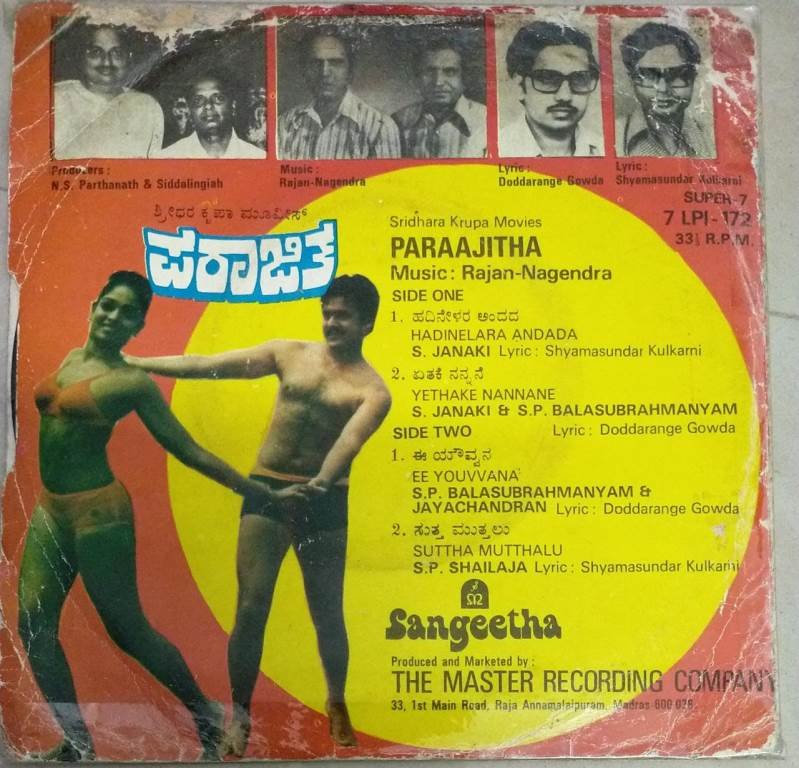 Producers :
N.S. Parthanath & Siddalingiah
Music :
Rajan-Nagendra
Lyric :
Doddarange Gowda
Lyric :
Shyamasundar Kulkarni
SUPER-7
7 LPI-172
33⅓ R.P.M.
ಶ್ರೀಧರ ಕೃಪಾ ಮೂವೀಸ್
ಪರಾಜಿತ
Sridhara Krupa Movies
PARAAJITHA
Music: Rajan-Nagendra
SIDE ONE
1. ಹದಿನೇಳರ ಅಂದದ
HADINELARA ANDADA
S. JANAKI Lyric : Shyamasundar Kulkarni
2. ಏತಕೆ ನನ್ನನೆ
YETHAKE NANNANE
S. JANAKI & S.P. BALASUBRAHMANYAM
SIDE TWO Lyric : Doddarange Gowda
1. ಈ ಯೌವ್ವನ
EE YOUVVANA
S.P. BALASUBRAHMANYAM &
JAYACHANDRAN Lyric : Doddarange Gowda
2. ಸುತ್ತ ಮುತ್ತಲು
SUTTHA MUTTHALU
S.P. SHAILAJA Lyric : Shyamasundar Kulkarni
Sangeetha
Produced and Marketed by :
THE MASTER RECORDING COMPANY
33, 1st Main Road, Raja Annamalaipuram, Madras 600 028.